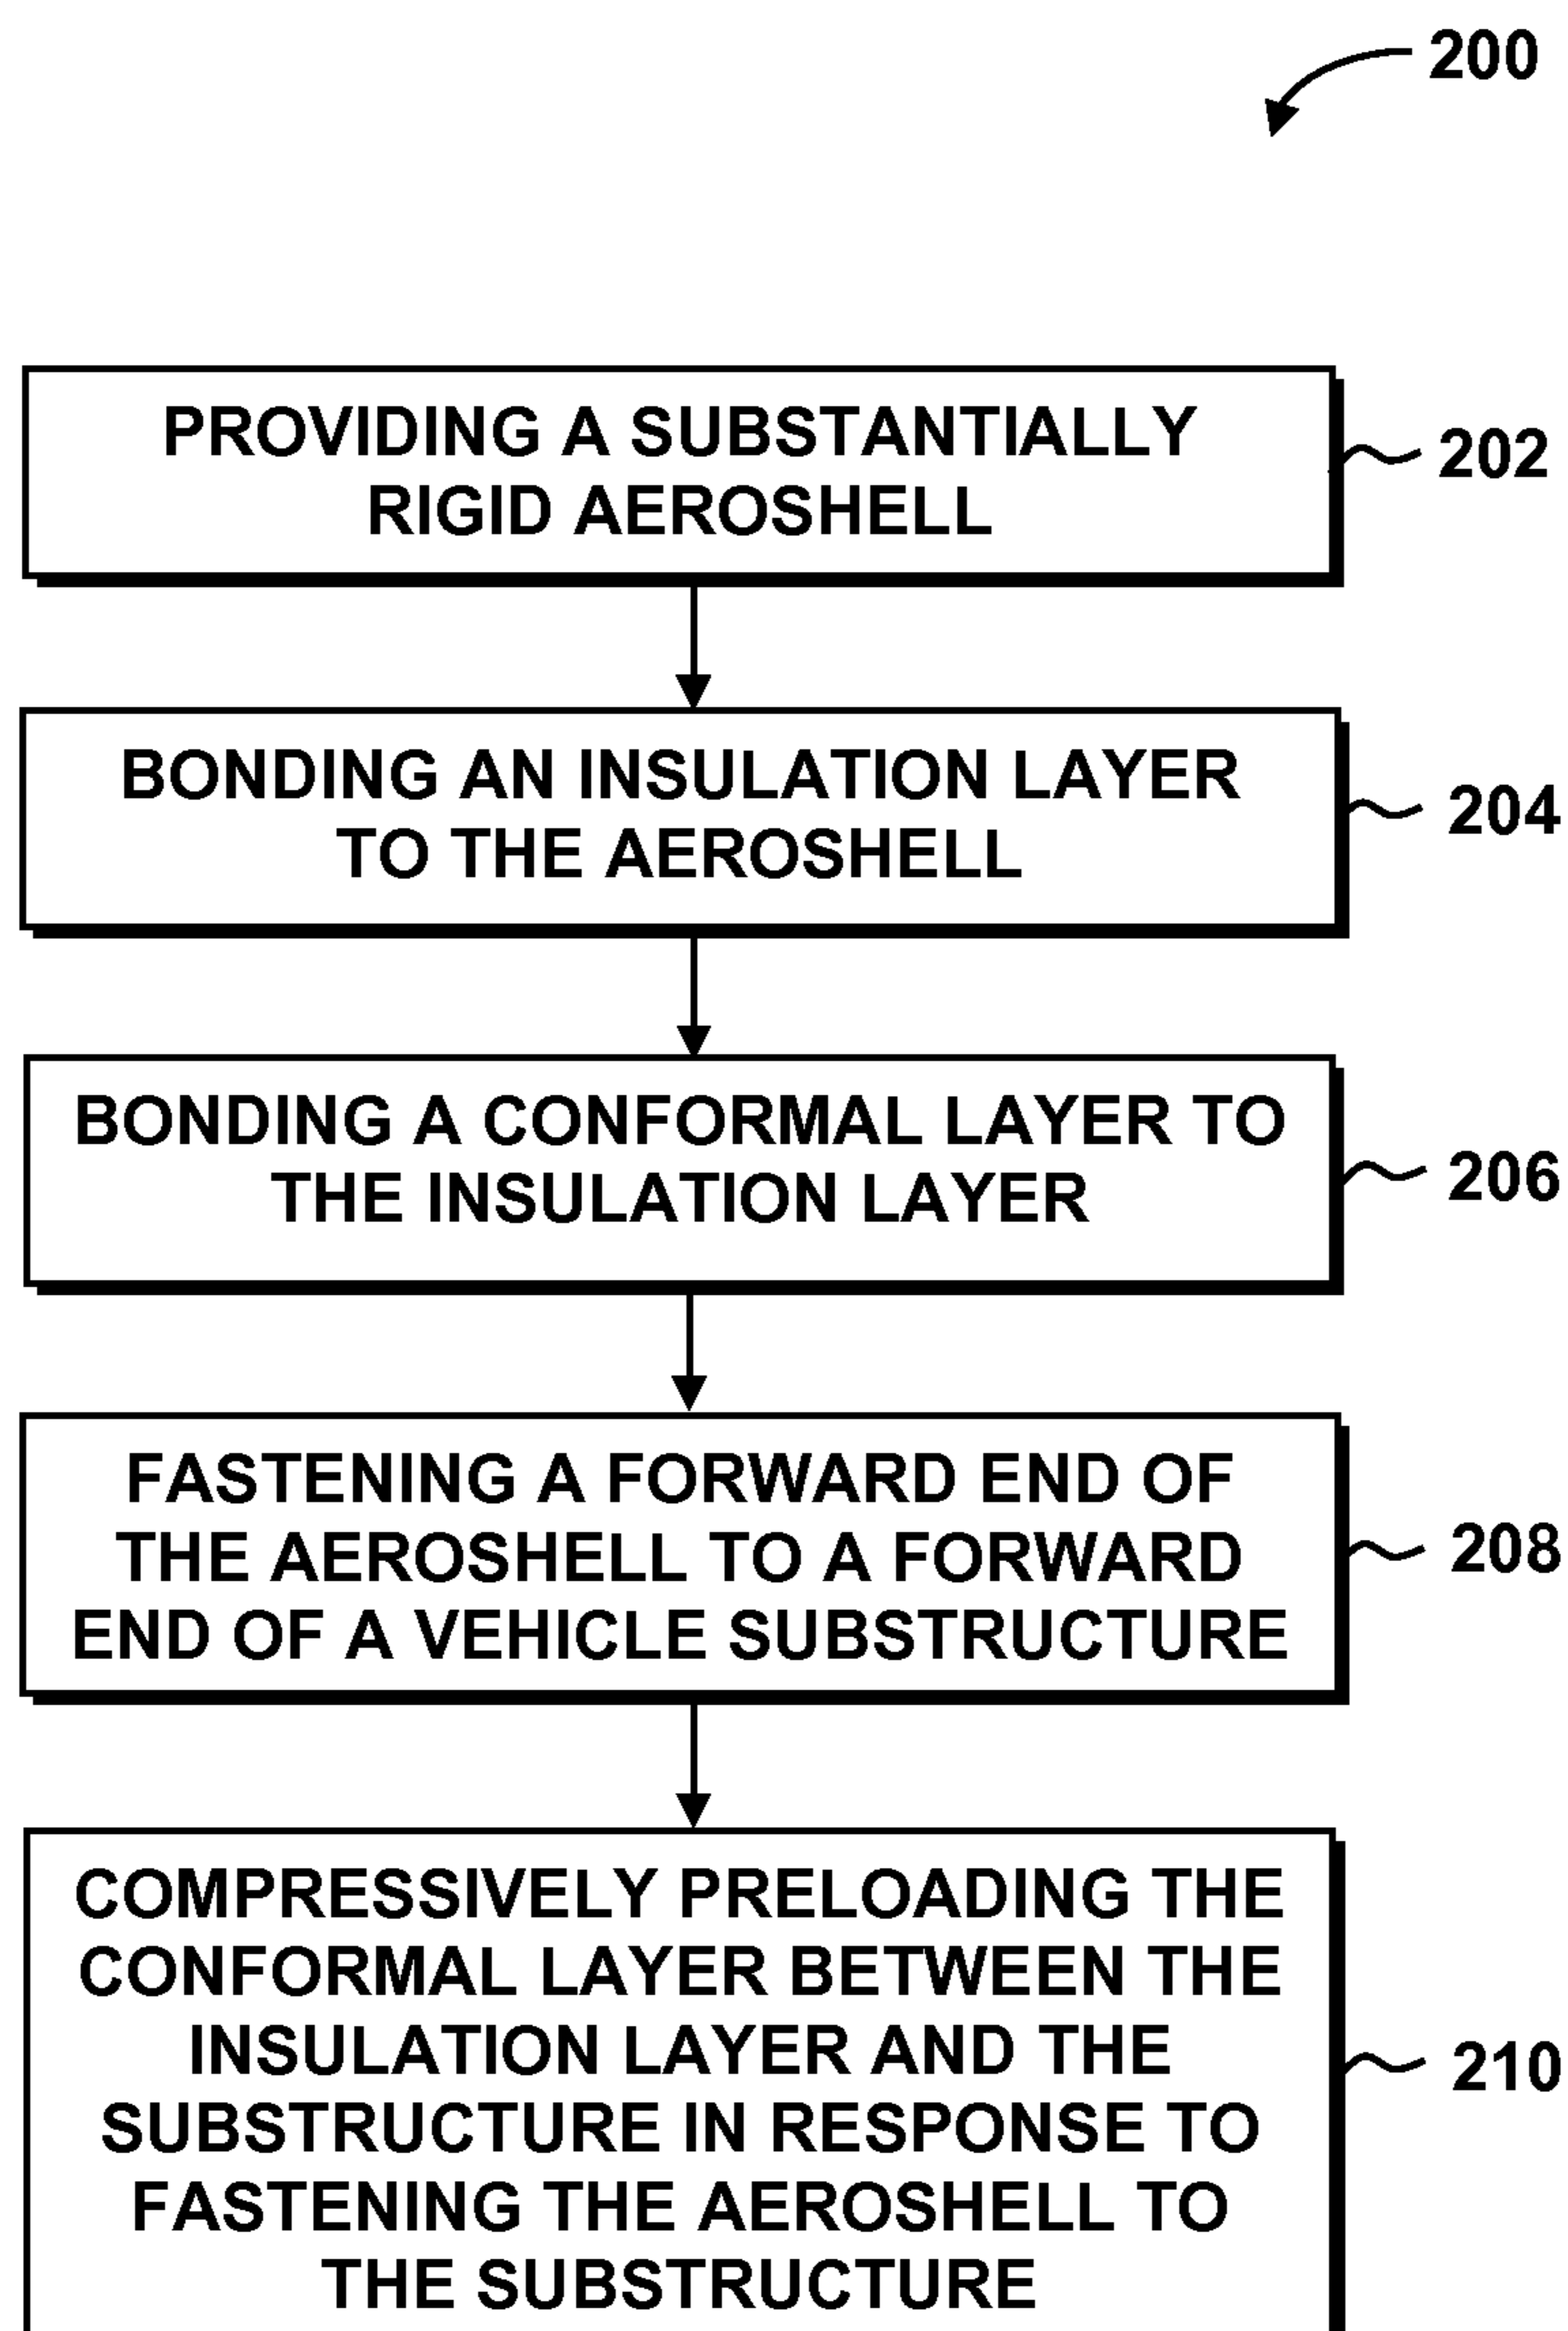 200
PROVIDING A SUBSTANTIALLY
RIGID AEROSHELL
202
BONDING AN INSULATION LAYER
TO THE AEROSHELL
204
BONDING A CONFORMAL LAYER TO
THE INSULATION LAYER
206
FASTENING A FORWARD END OF
THE AEROSHELL TO A FORWARD
END OF A VEHICLE SUBSTRUCTURE
208
COMPRESSIVELY PRELOADING THE
CONFORMAL LAYER BETWEEN THE
INSULATION LAYER AND THE
SUBSTRUCTURE IN RESPONSE TO
FASTENING THE AEROSHELL TO
THE SUBSTRUCTURE
210